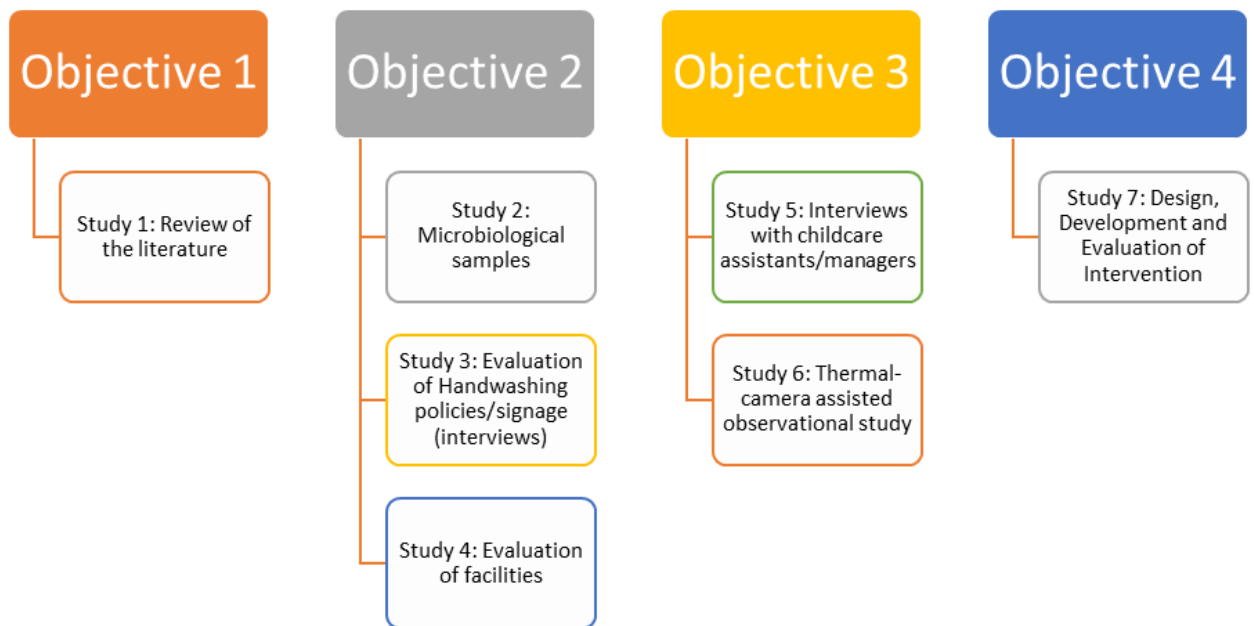 Objective 1
Study 1: Review of
the literature
Objective 2
Study 2:
Microbiological
samples
Study 3: Evaluation
of Handwashing
policies/signage
(interviews)
Study 4: Evaluation
of facilities
Objective 3
Study 5: Interviews
with childcare
assistants/managers
Study 6: Thermal-
camera assisted
observational study
Objective 4
Study 7: Design,
Development and
Evaluation of
Intervention